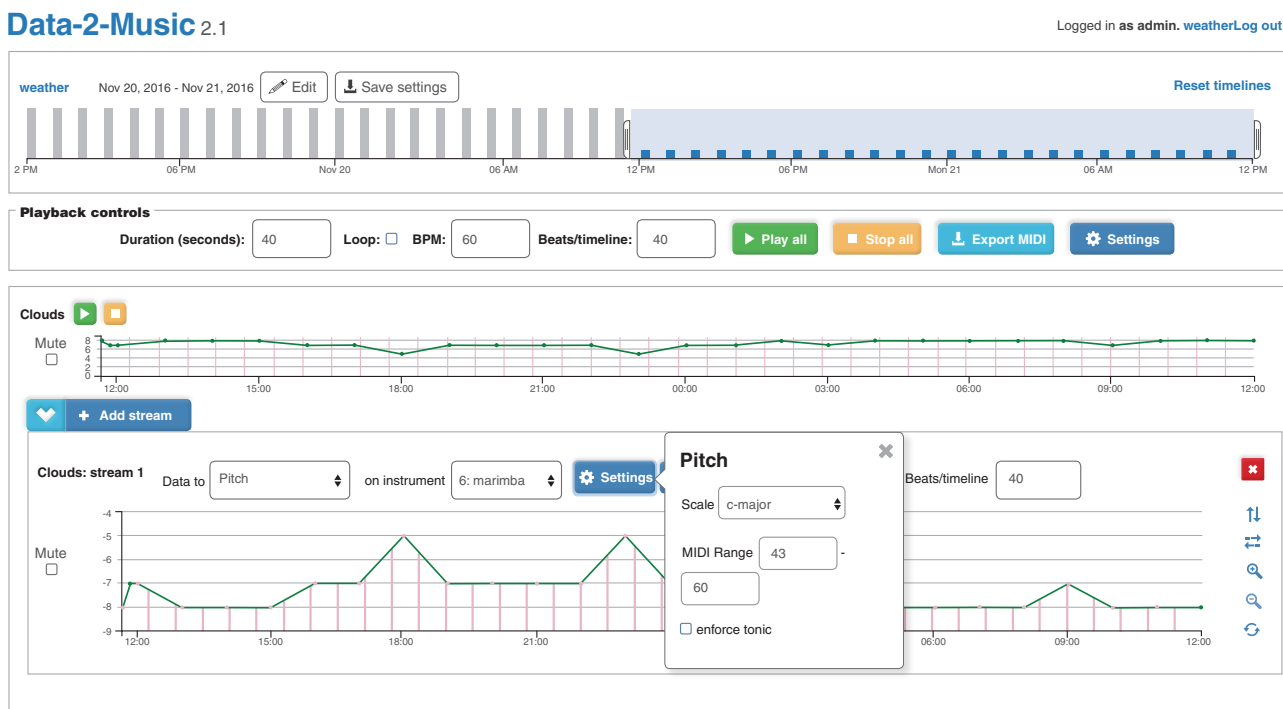 Data-2-Music 2.1
Logged in as admin. weatherLog out
weather Nov 20, 2016 - Nov 21, 2016 Edit Save settings Reset timelines
2 PM 06 PM Nov 20 06 AM 12 PM 06 PM Mon 21 06 AM 12 PM
Playback controls
Duration (seconds): 40 Loop: BPM: 60 Beats/timeline: 40 Play all Stop all Export MIDI Settings
Clouds
Mute
8
6
4
2
0
12:00 15:00 18:00 21:00 00:00 03:00 06:00 09:00 12:00
+ Add stream
Clouds: stream 1 Data to Pitch on instrument 6: marimba Settings Beats/timeline 40
Pitch
Scale c-major
MIDI Range 43 -
60
enforce tonic
Mute
-4
-5
-6
-7
-8
-9
12:00 15:00 18:00 21:00 06:00 09:00 12:00